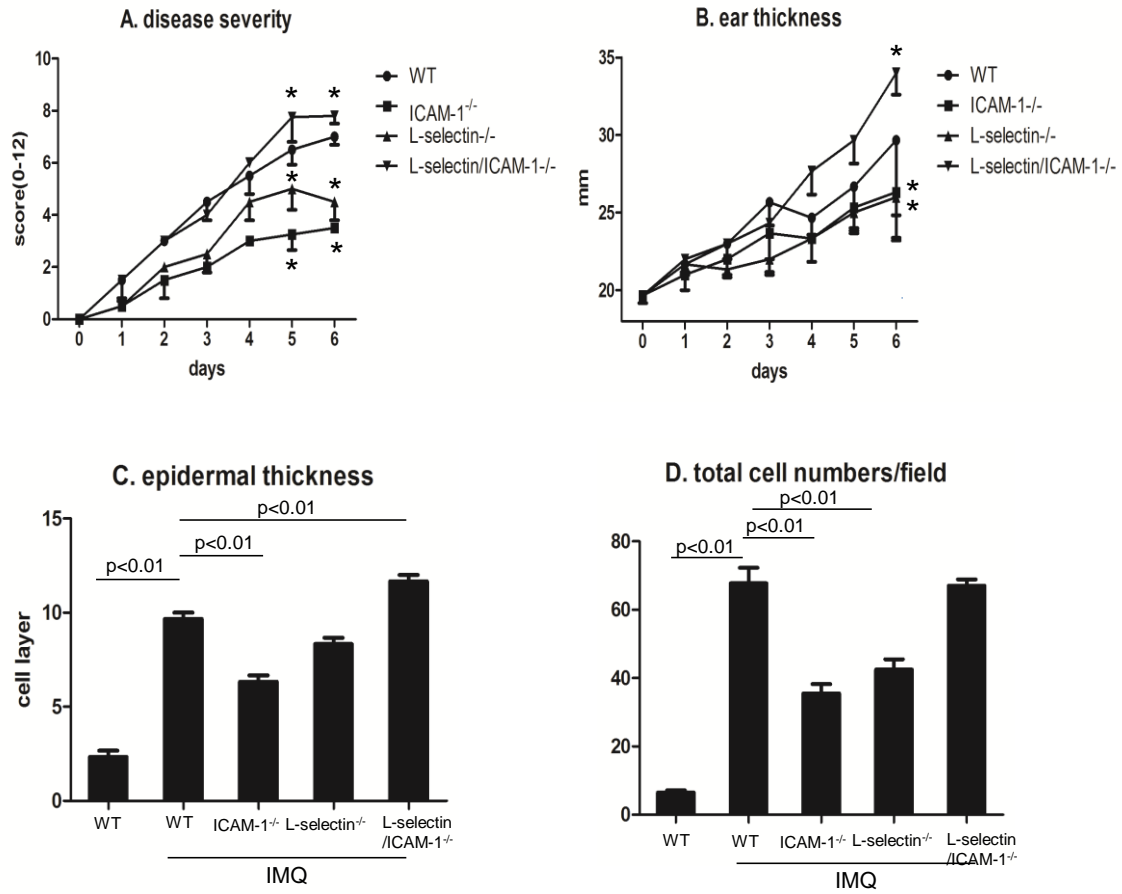 A. disease severity
score(0-12)
10
8
6
4
2
0
* *
* *
* *
0 1 2 3 4 5 6
days
WT
ICAM-1-/-
L-selectin-/-
L-selectin/ICAM-1-/-
B. ear thickness
mm
35
30
25
20
*
*
*
0 1 2 3 4 5 6
days
WT
ICAM-1-/-
L-selectin-/-
L-selectin/ICAM-1-/-
C. epidermal thickness
cell layer
15
10
5
0
p<0.01
p<0.01
p<0.01
WT WT ICAM-1-/- L-selectin-/- L-selectin
/ICAM-1-/-
IMQ
D. total cell numbers/field
80
60
40
20
0
p<0.01
p<0.01
p<0.01
WT WT ICAM-1-/- L-selectin-/- L-selectin
/ICAM-1-/-
IMQ